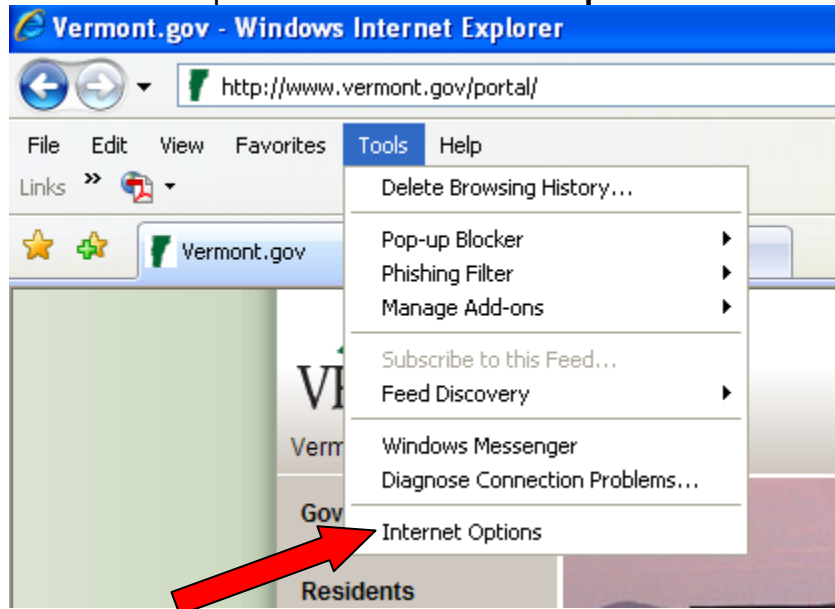 Vermont.gov - Windows Internet Explorer
http://www.vermont.gov/portal/
File Edit View Favorites Tools Help
Links »
Delete Browsing History...
Pop-up Blocker
Vermont.gov
Phishing Filter
Manage Add-ons
Subscribe to this Feed...
Feed Discovery
Windows Messenger
Diagnose Connection Problems...
Internet Options
Residents